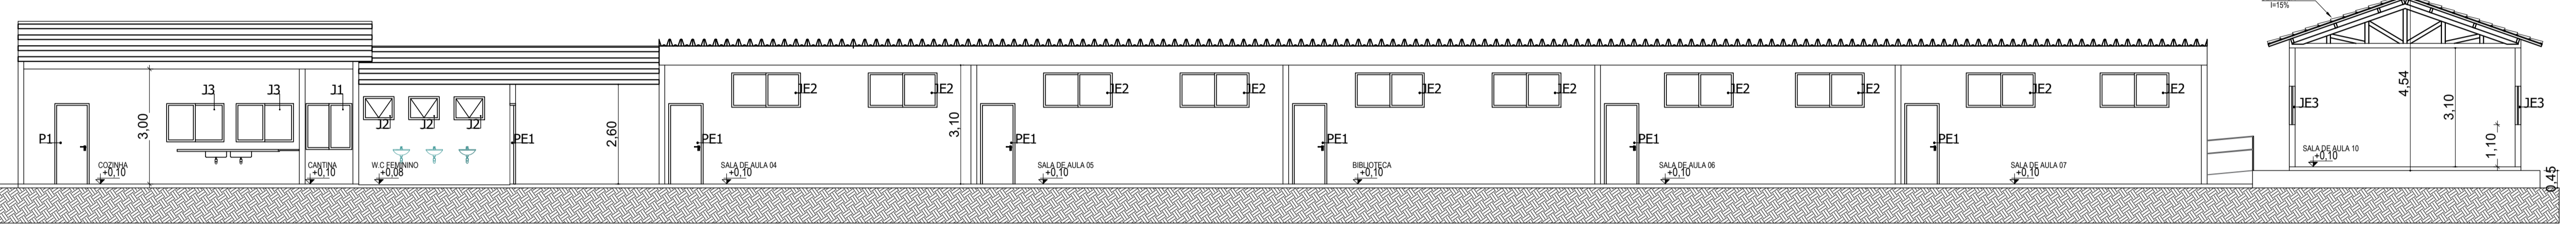 I=15%
J3
J3
J1
P1
3,00
COZINHA
+0,10
CANTINA
+0,10
J2
J2
J2
W.C FEMININO
+0,08
PE1
2,60
PE1
JE2
JE2
SALA DE AULA 04
+0,10
3,10
PE1
JE2
JE2
SALA DE AULA 05
+0,10
PE1
JE2
JE2
BIBLIOTECA
+0,10
PE1
JE2
JE2
SALA DE AULA 06
+0,10
PE1
JE2
JE2
SALA DE AULA 07
+0,10
JE3
4,54
3,10
JE3
1,10
SALA DE AULA 10
+0,10
0,45